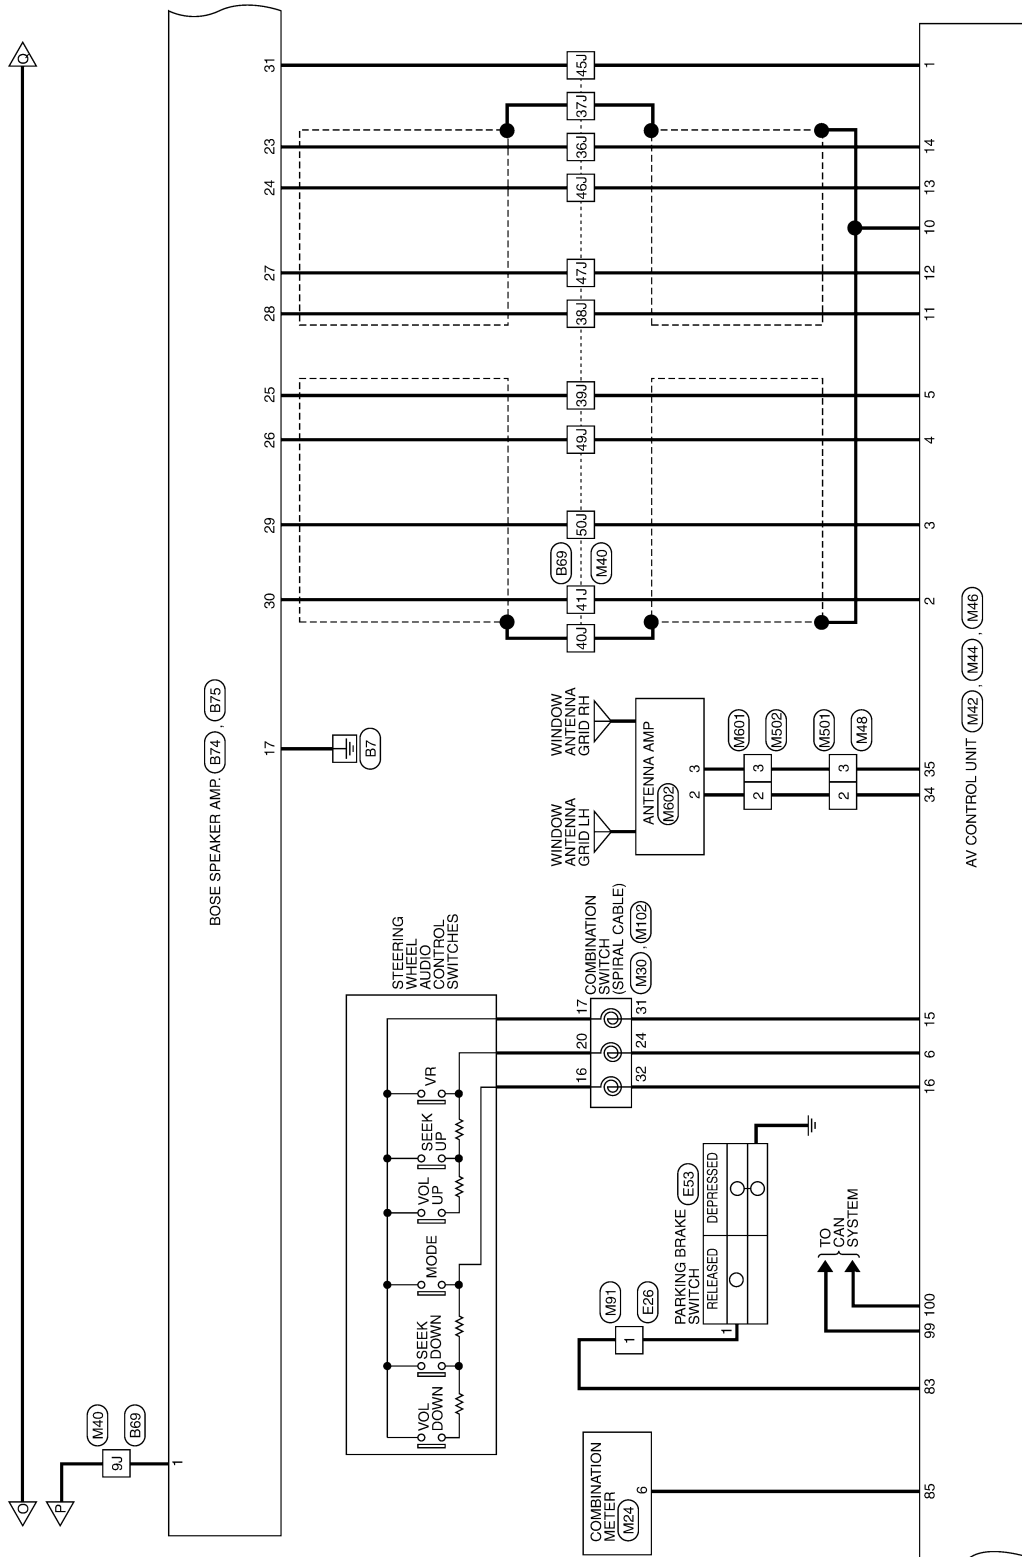 Q
O
P
M40
B69
9J
1
BOSE SPEAKER AMP. B74 , B75
31
23
24
27
28
25
26
29
30
17
B7
45J
37J
36J
46J
47J
38J
39J
49J
50J
41J
40J
B69
M40
1
14
13
10
12
11
5
4
3
2
WINDOW
ANTENNA
GRID RH
WINDOW
ANTENNA
GRID LH
ANTENNA AMP
M602
3
2
M601
M502
3
2
M501
M48
3
2
35
34
AV CONTROL UNIT M42 , M44 , M46
STEERING
WHEEL
AUDIO
CONTROL
SWITCHES
VR
SEEK
UP
VOL
UP
MODE
SEEK
DOWN
VOL
DOWN
COMBINATION
SWITCH
(SPIRAL CABLE)
M30 , M102
17
20
16
31
24
32
15
6
16
PARKING BRAKE
SWITCH
E53
RELEASED
DEPRESSED
1
M91
E26
1
TO
CAN
SYSTEM
100
99
83
COMBINATION
METER
M24
6
85